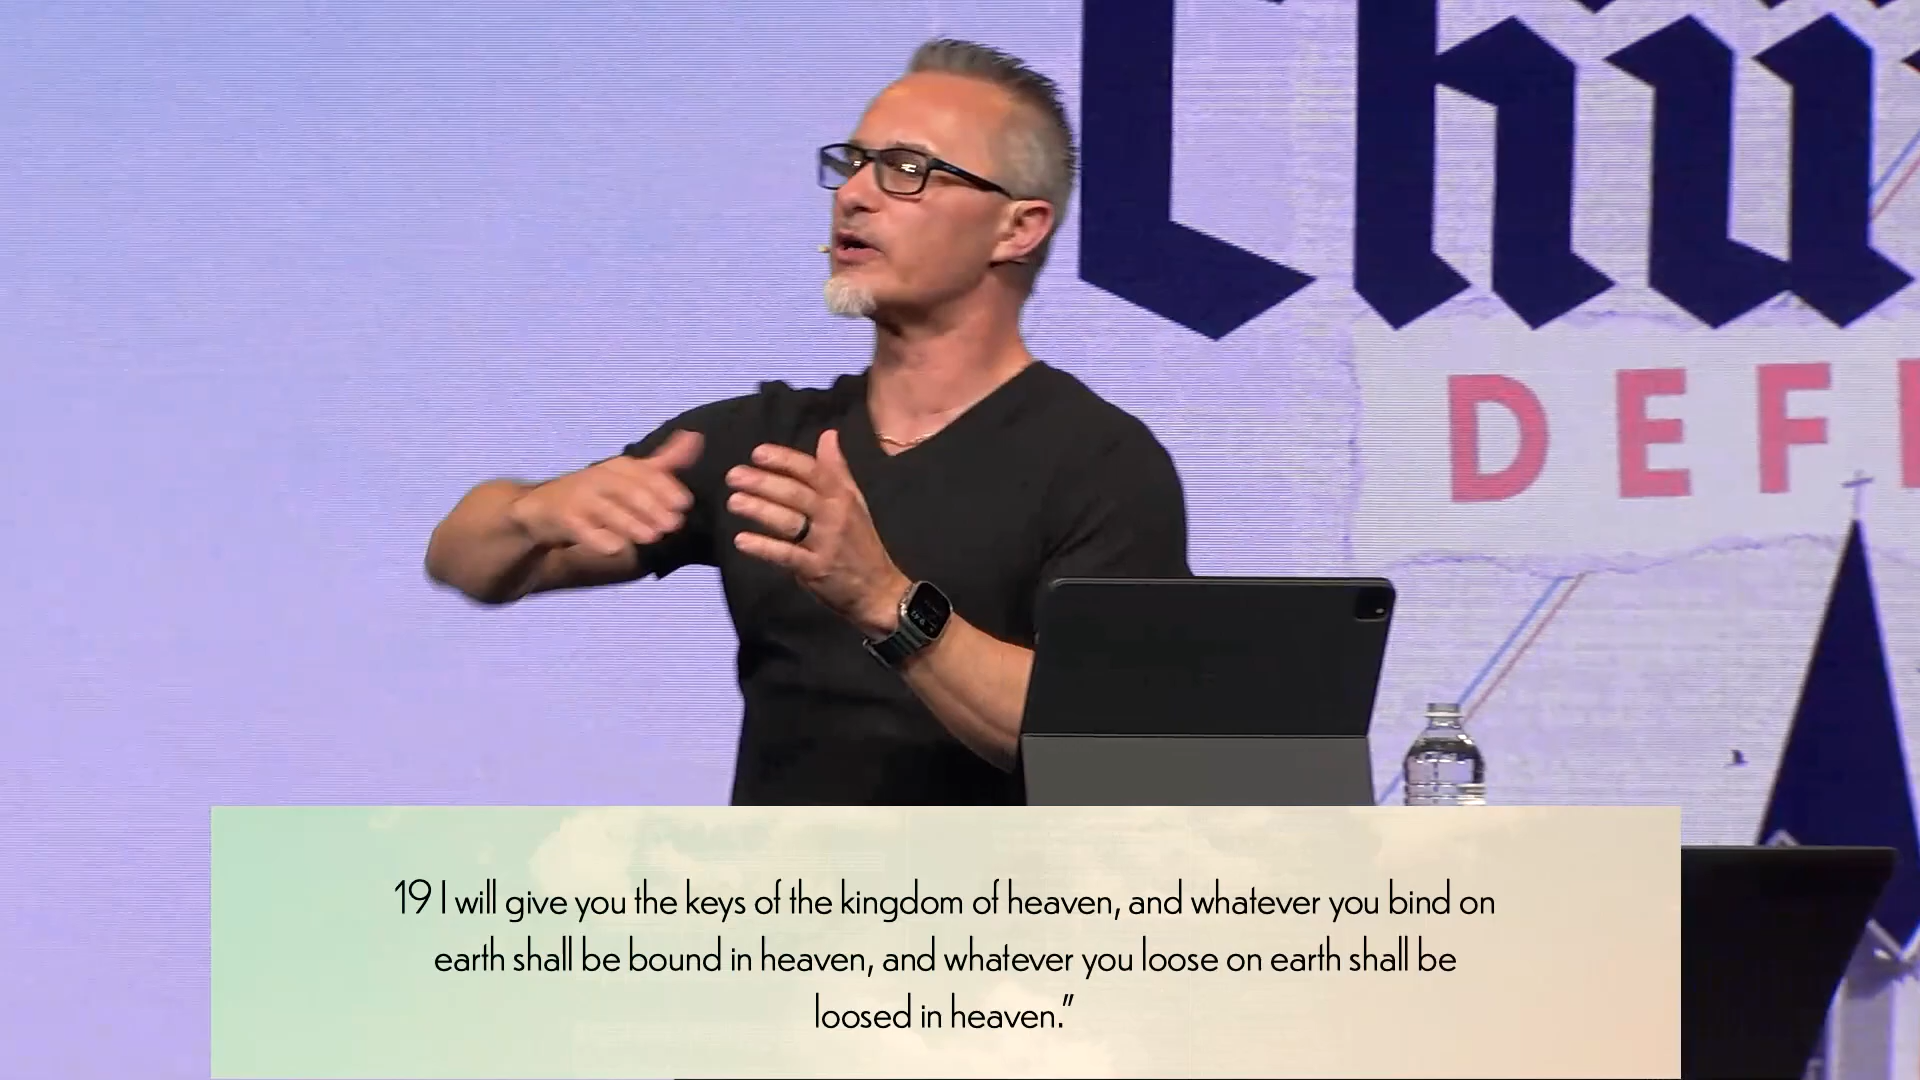 Chu
DEF
19 I will give you the keys of the kingdom of heaven, and whatever you bind on
earth shall be bound in heaven, and whatever you loose on earth shall be
loosed in heaven.”